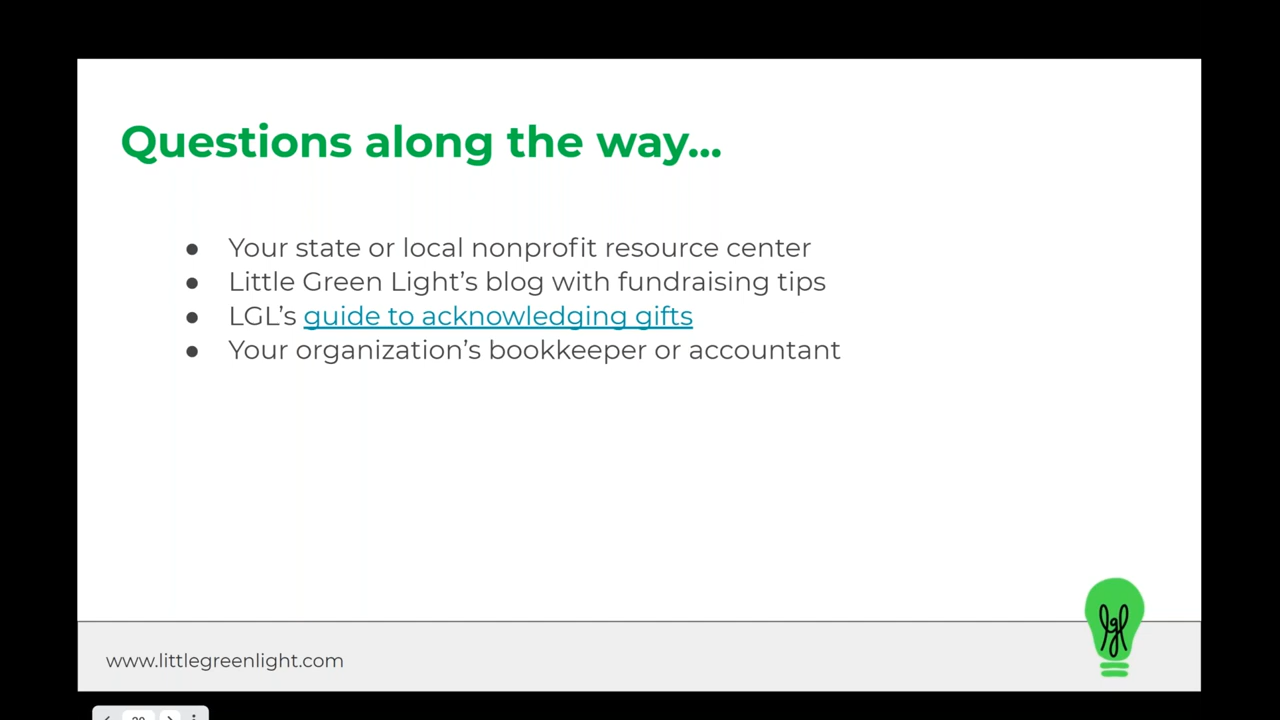 Questions along the way...
● Your state or local nonprofit resource center
● Little Green Light’s blog with fundraising tips
● LGL’s guide to acknowledging gifts
● Your organization’s bookkeeper or accountant
lgl
www.littlegreenlight.com